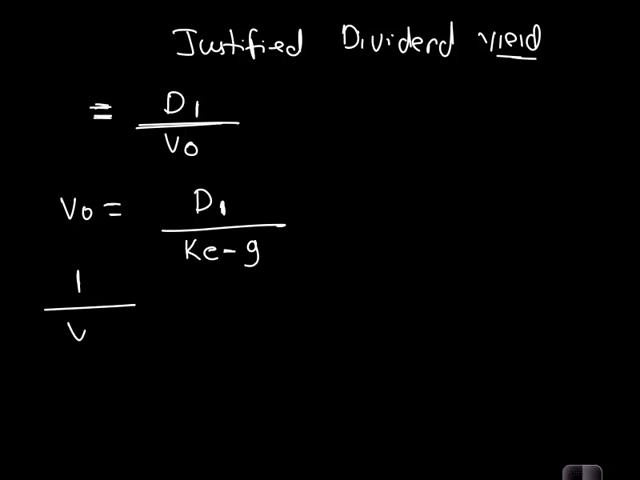 Justified Dividend yield
= D1
V0
V0 = D1
Ke - g
1
V